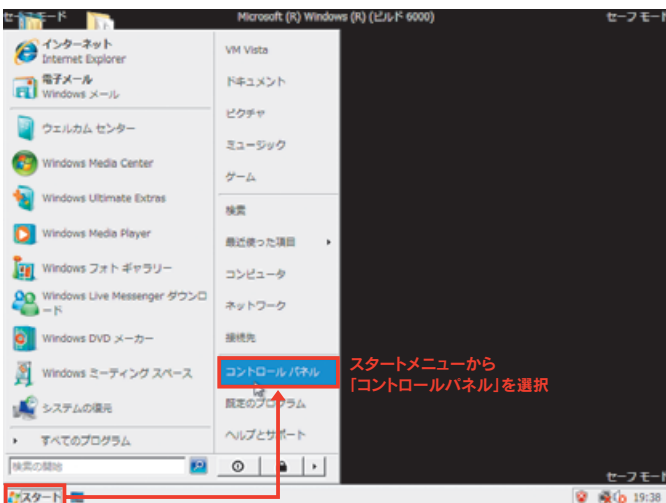 セーフモード
Microsoft (R) Windows (R) (ビルド 6000)
セーフモード
インターネット
Internet Explorer
電子メール
Windows メール
ウェルカム センター
Windows Media Center
Windows Ultimate Extras
Windows Media Player
Windows フォト ギャラリー
Windows Live Messenger ダウンロ
ード
Windows DVD メーカー
Windows ミーティング スペース
システムの復元
すべてのプログラム
検索の開始
VM Vista
ドキュメント
ピクチャ
ミュージック
ゲーム
検索
最近使った項目
コンピュータ
ネットワーク
接続先
コントロール パネル
既定のプログラム
ヘルプとサポート
スタートメニューから
「コントロールパネル」を選択
セーフモード
スタート
19:38